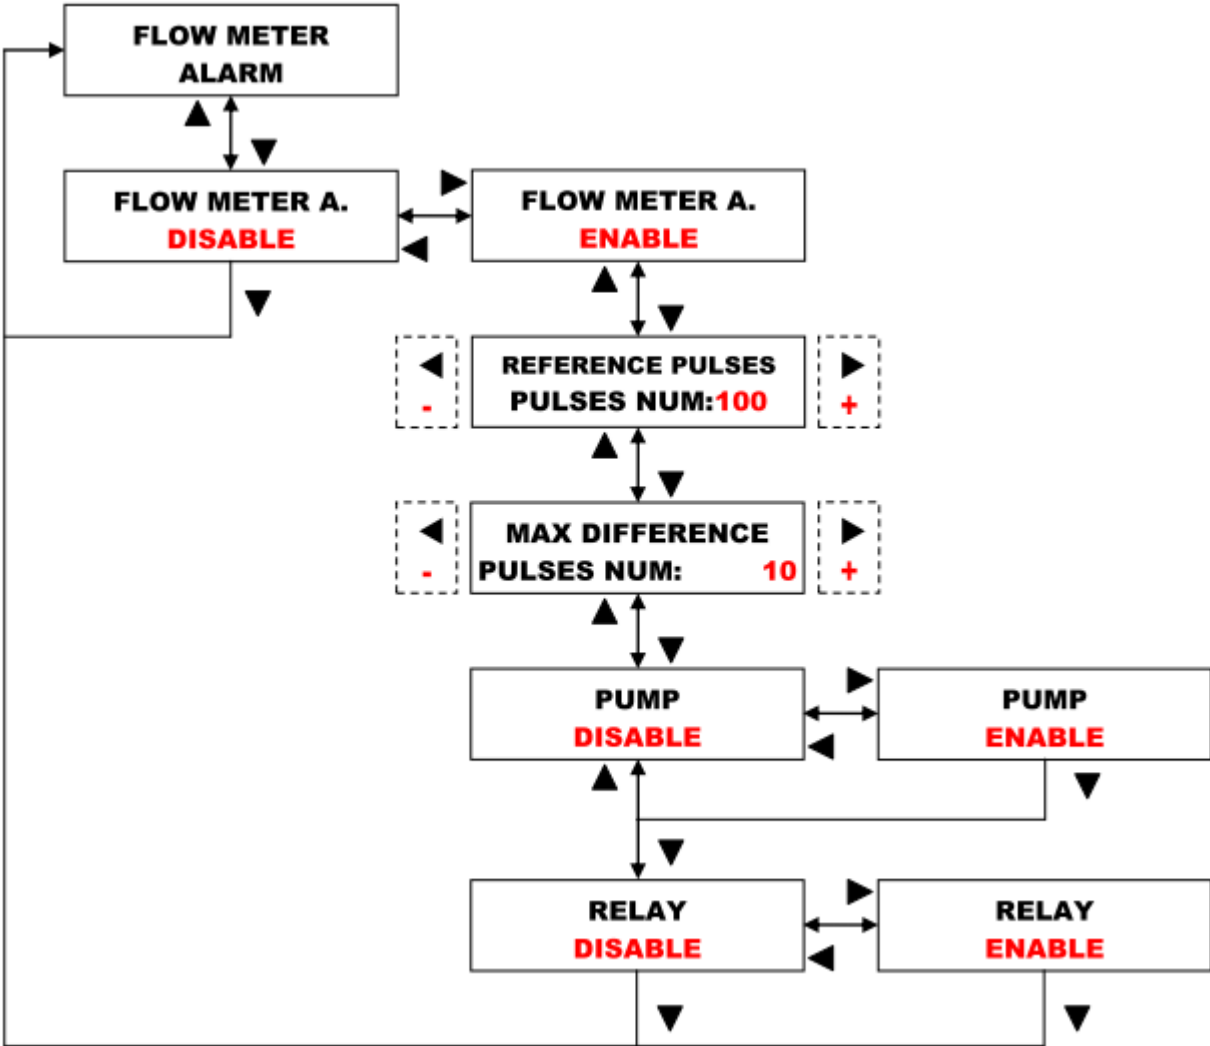 FLOW METER
ALARM
FLOW METER A.
DISABLE
FLOW METER A.
ENABLE
REFERENCE PULSES
PULSES NUM:100
-
+
MAX DIFFERENCE
PULSES NUM: 10
-
+
PUMP
DISABLE
PUMP
ENABLE
RELAY
DISABLE
RELAY
ENABLE